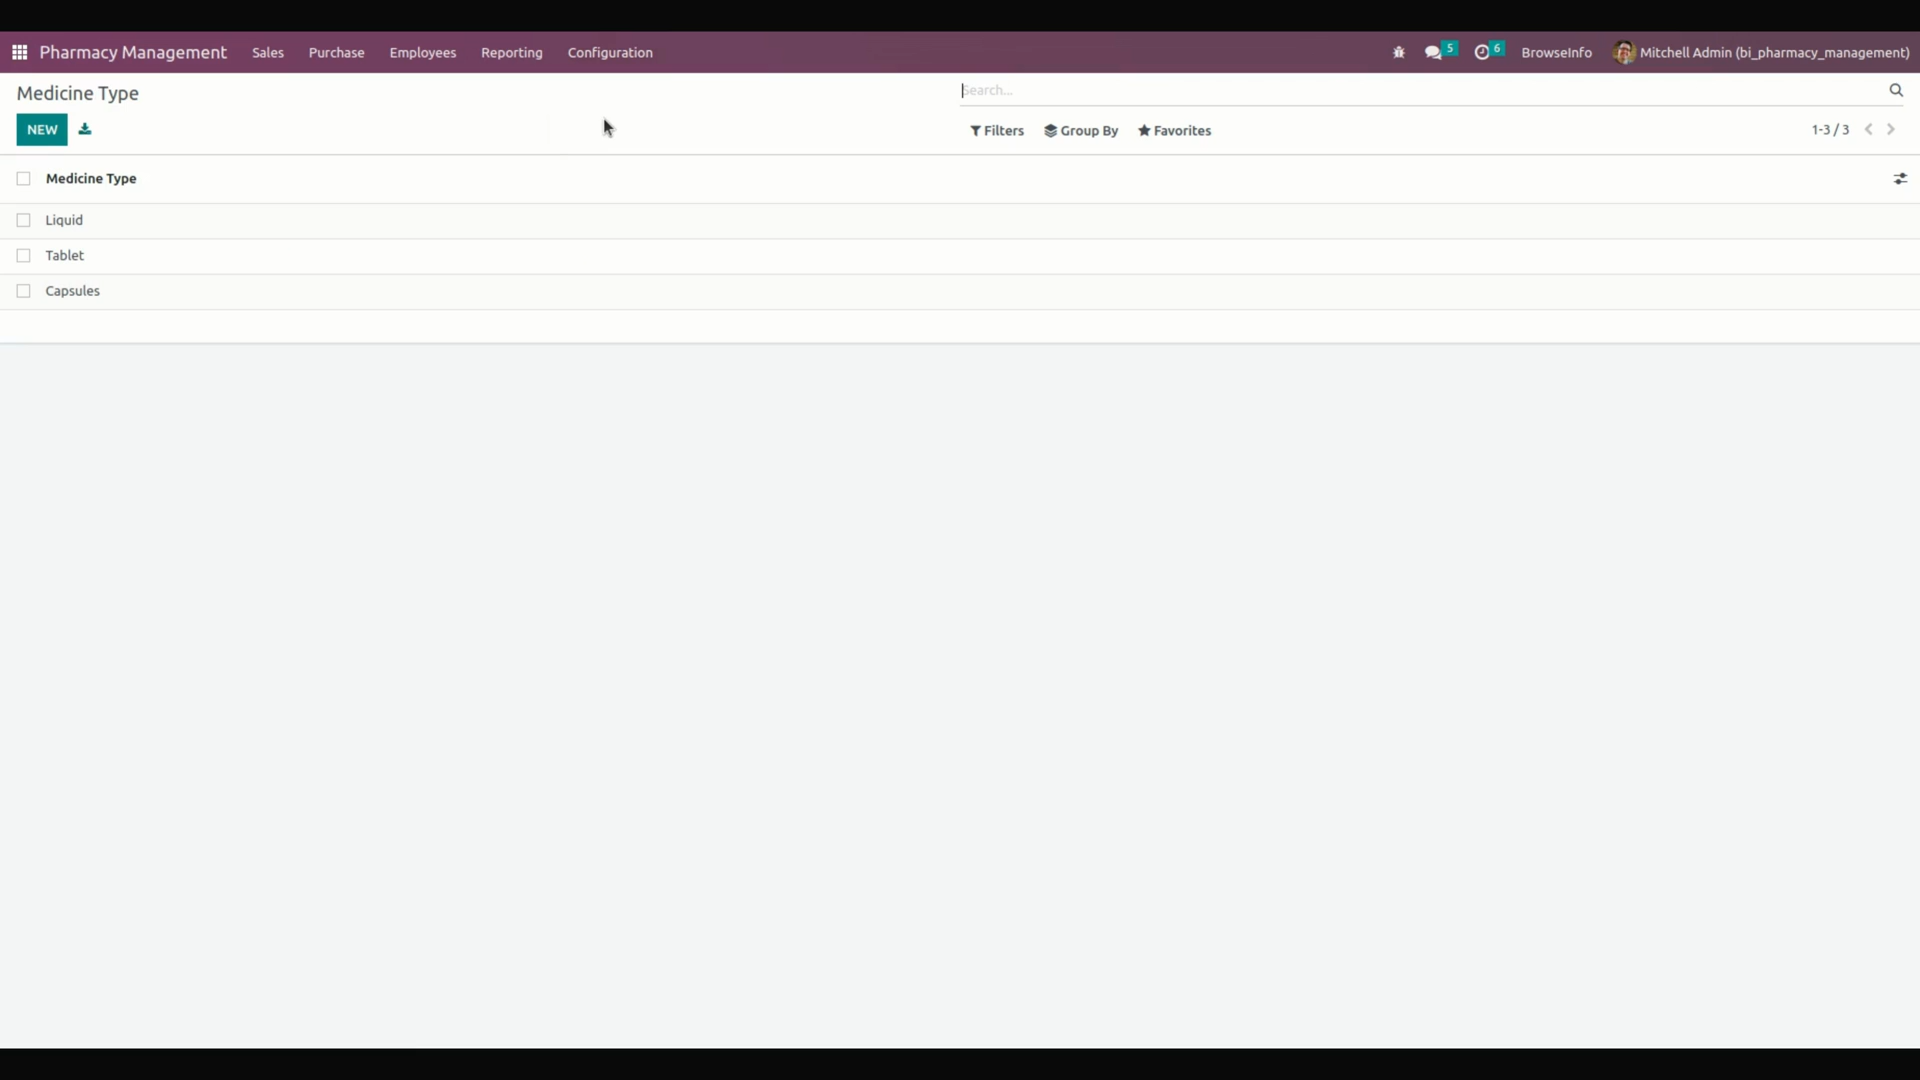 Pharmacy Management Sales Purchase Employees Reporting Configuration 5 6 BrowseInfo Mitchell Admin (bi_pharmacy_management)
Medicine Type
Search...
NEW
Filters Group By Favorites
1-3 / 3
Medicine Type
Liquid
Tablet
Capsules